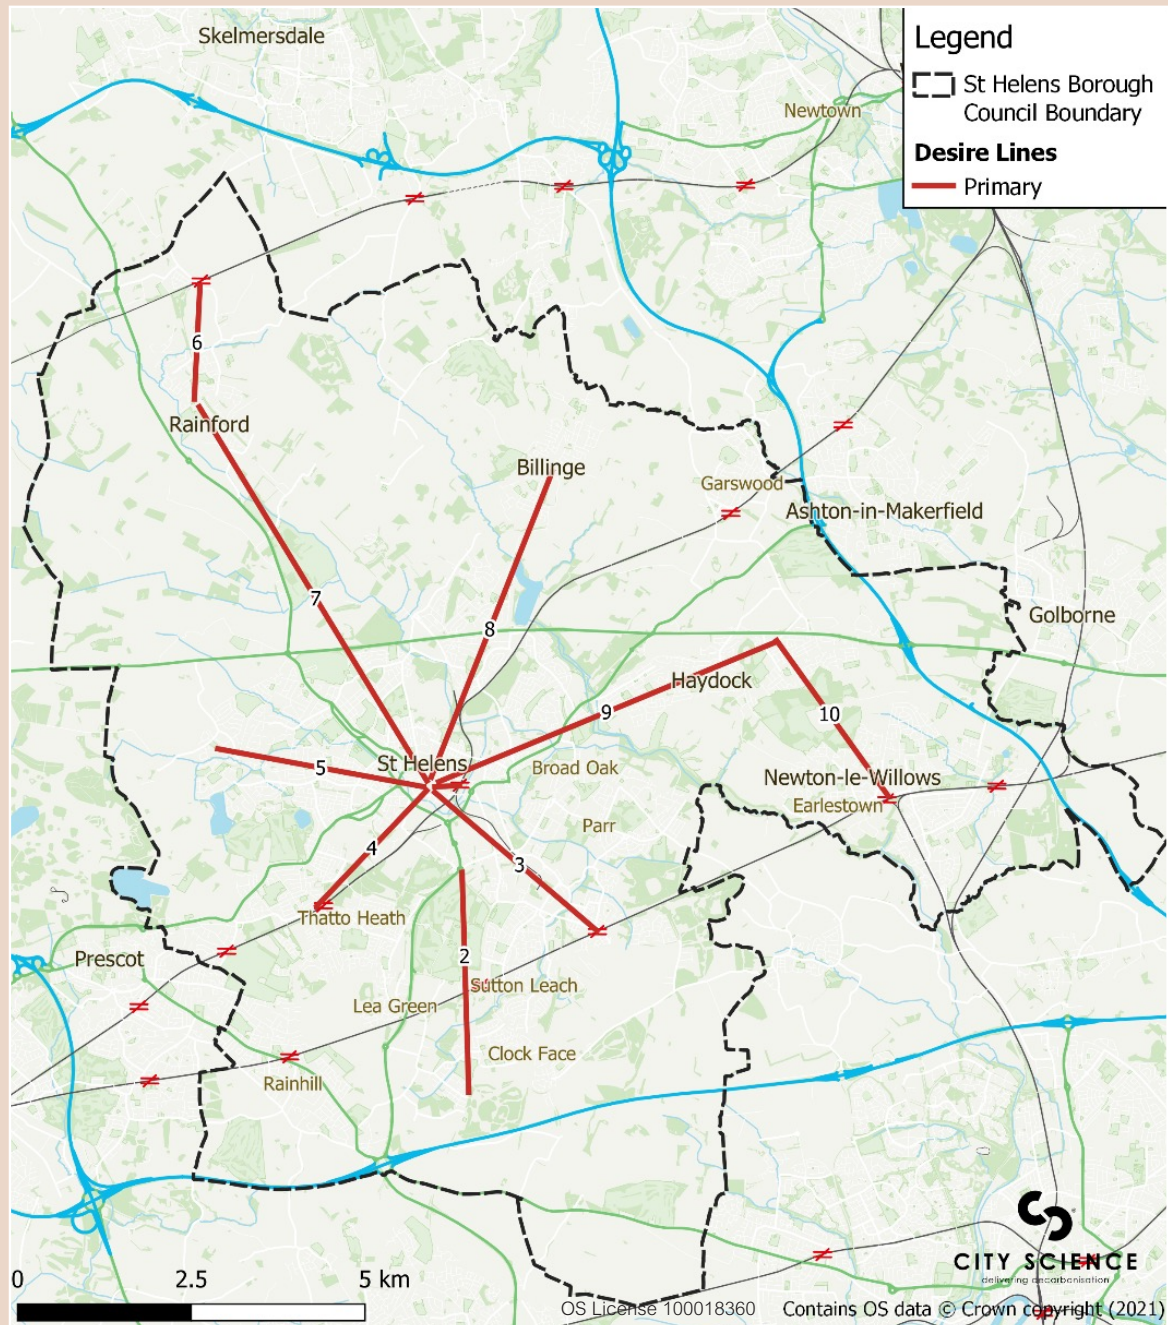 Skelmersdale
Legend
St Helens Borough
Council Boundary
Desire Lines
Primary
Newtown
6
Rainford
Billinge
Garswood
Ashton-in-Makerfield
7
8
Golborne
Haydock
9
10
St Helens
5
Broad Oak
Newton-le-Willows
Earlestown
Parr
4
3
Thatto Heath
Prescot
2
Sutton Leach
Lea Green
Clock Face
Rainhill
CITY SCIENCE
delivering decarbonisation
0 2.5 5 km
OS License 100018360 Contains OS data © Crown copyright (2021)